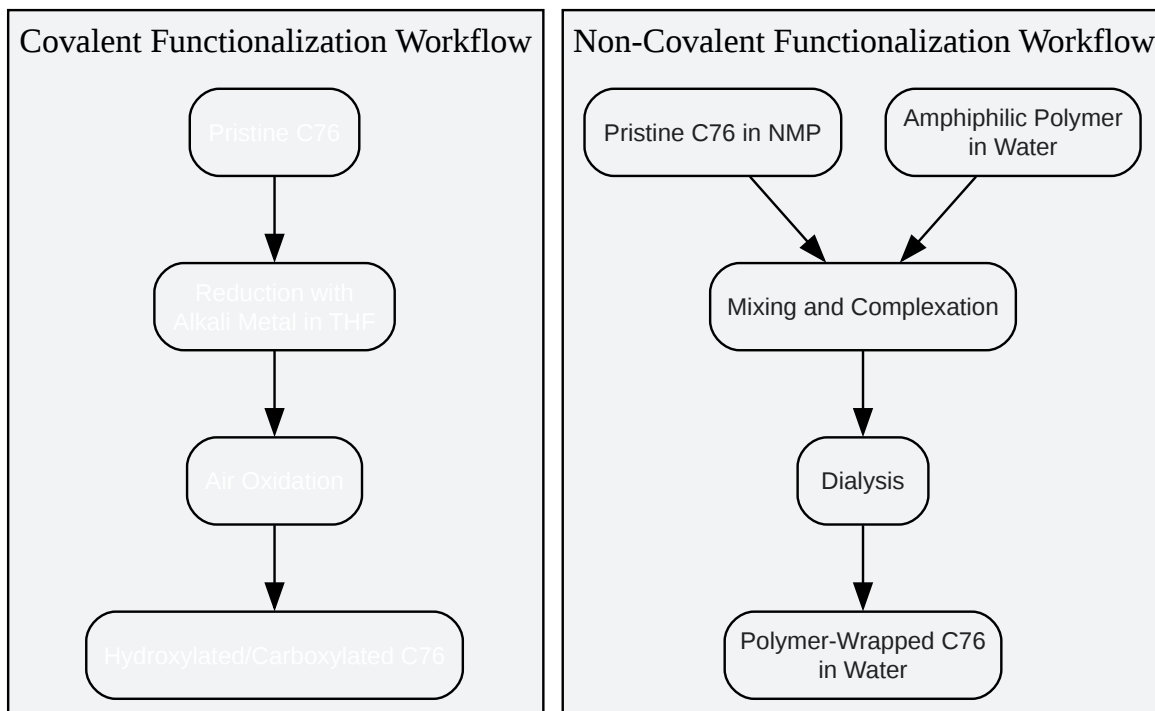 Covalent Functionalization Workflow
Pristine C76
Reduction with
Alkali Metal in THF
Air Oxidation
Hydroxylated/Carboxylated C76
Non-Covalent Functionalization Workflow
Pristine C76 in NMP
Amphiphilic Polymer
in Water
Mixing and Complexation
Dialysis
Polymer-Wrapped C76
in Water